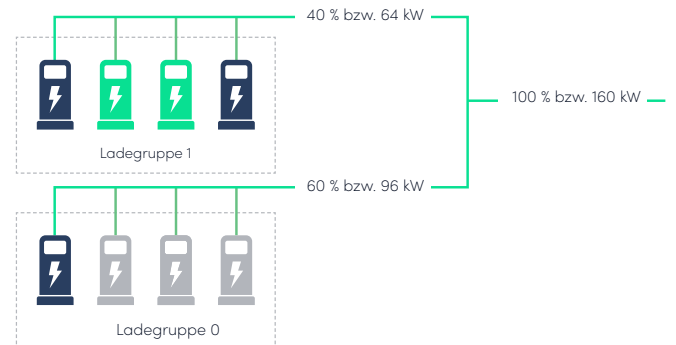 40 % bzw. 64 kW
100 % bzw. 160 kW
Ladegruppe 1
60 % bzw. 96 kW
Ladegruppe 0